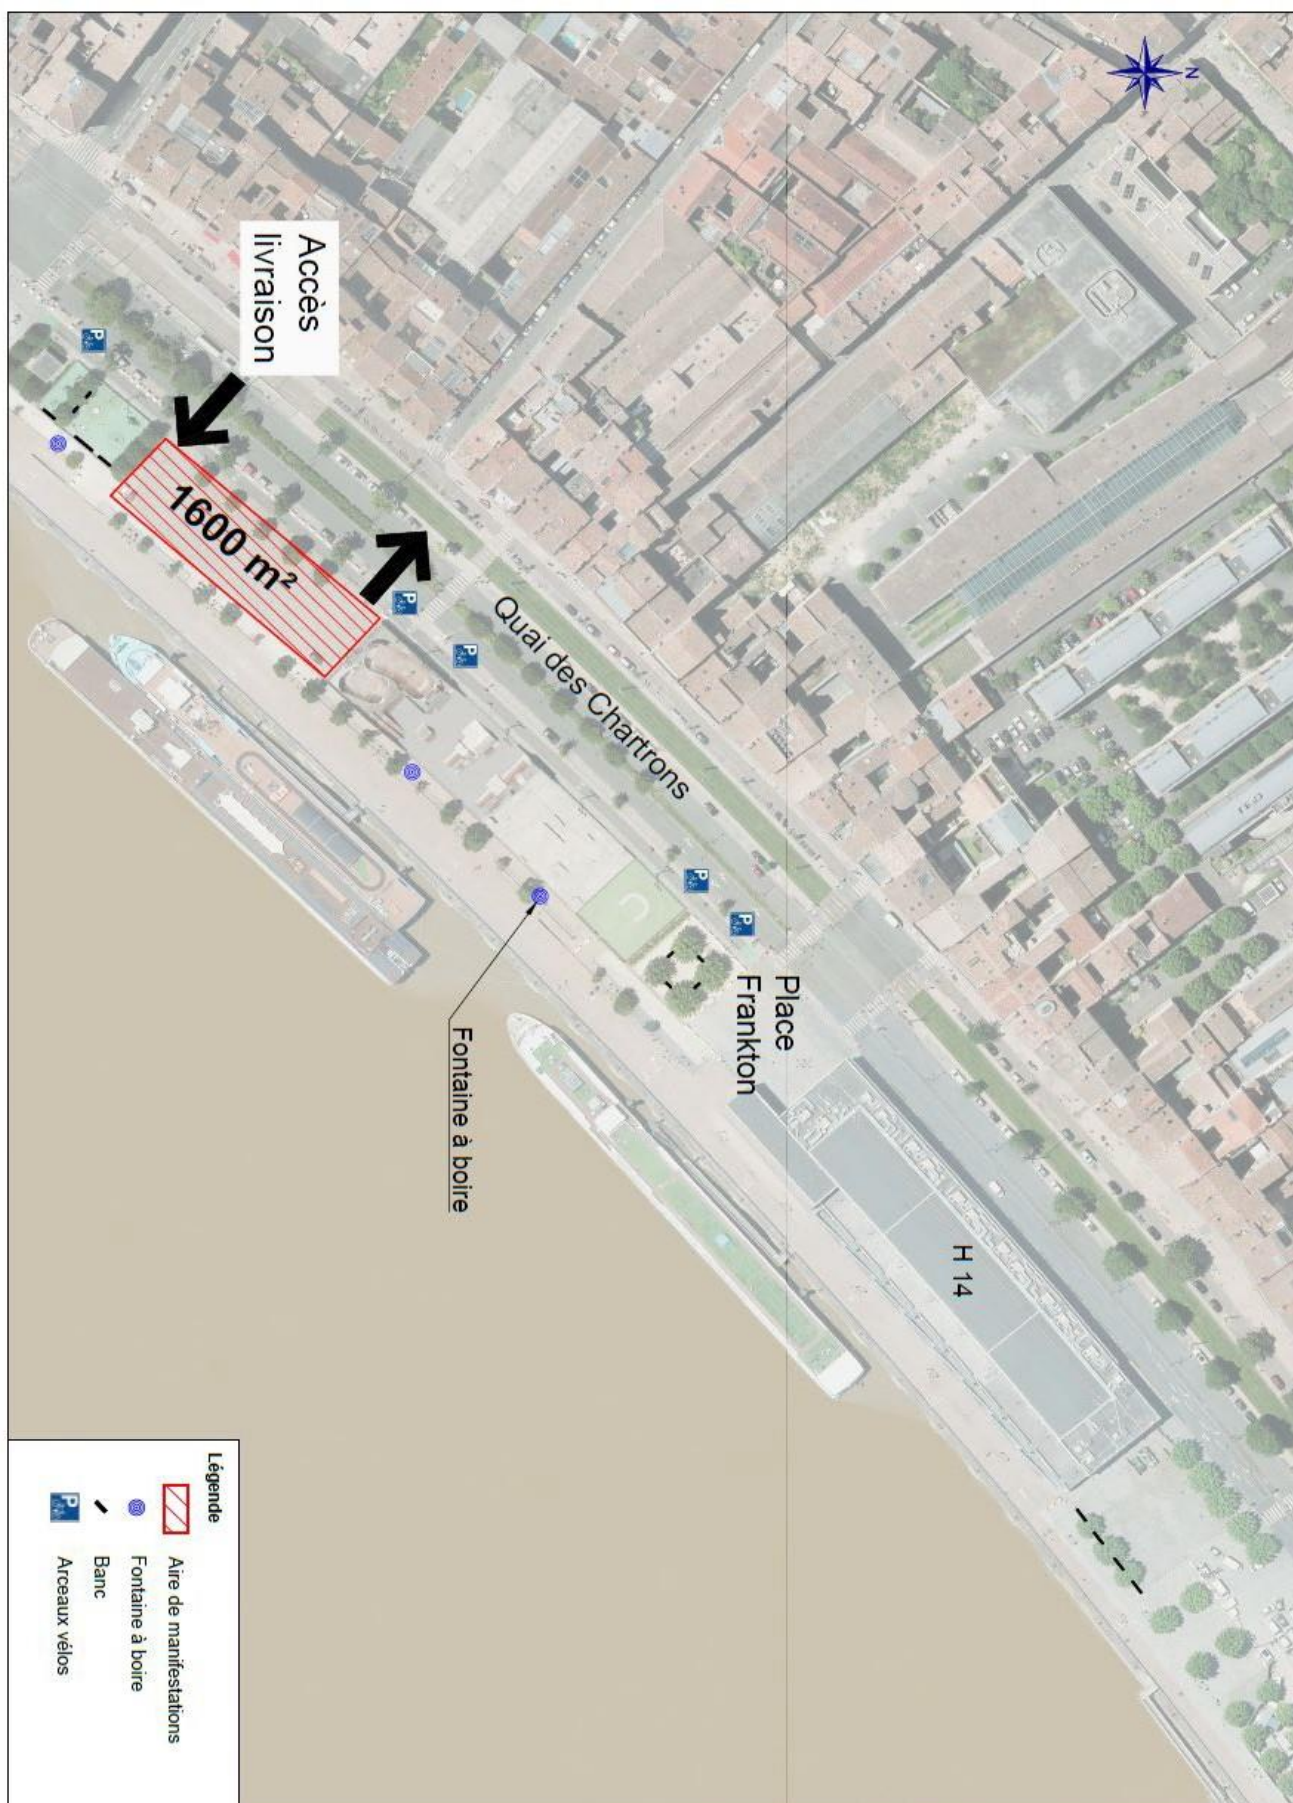 N
Accès
livraison
1600 m²
Quai des Chartrons
Place
Frankton
Fontaine à boire
H 14
Légende
Aire de manifestations
Fontaine à boire
Banc
Arceaux vélos
P
P
P
P
P
P